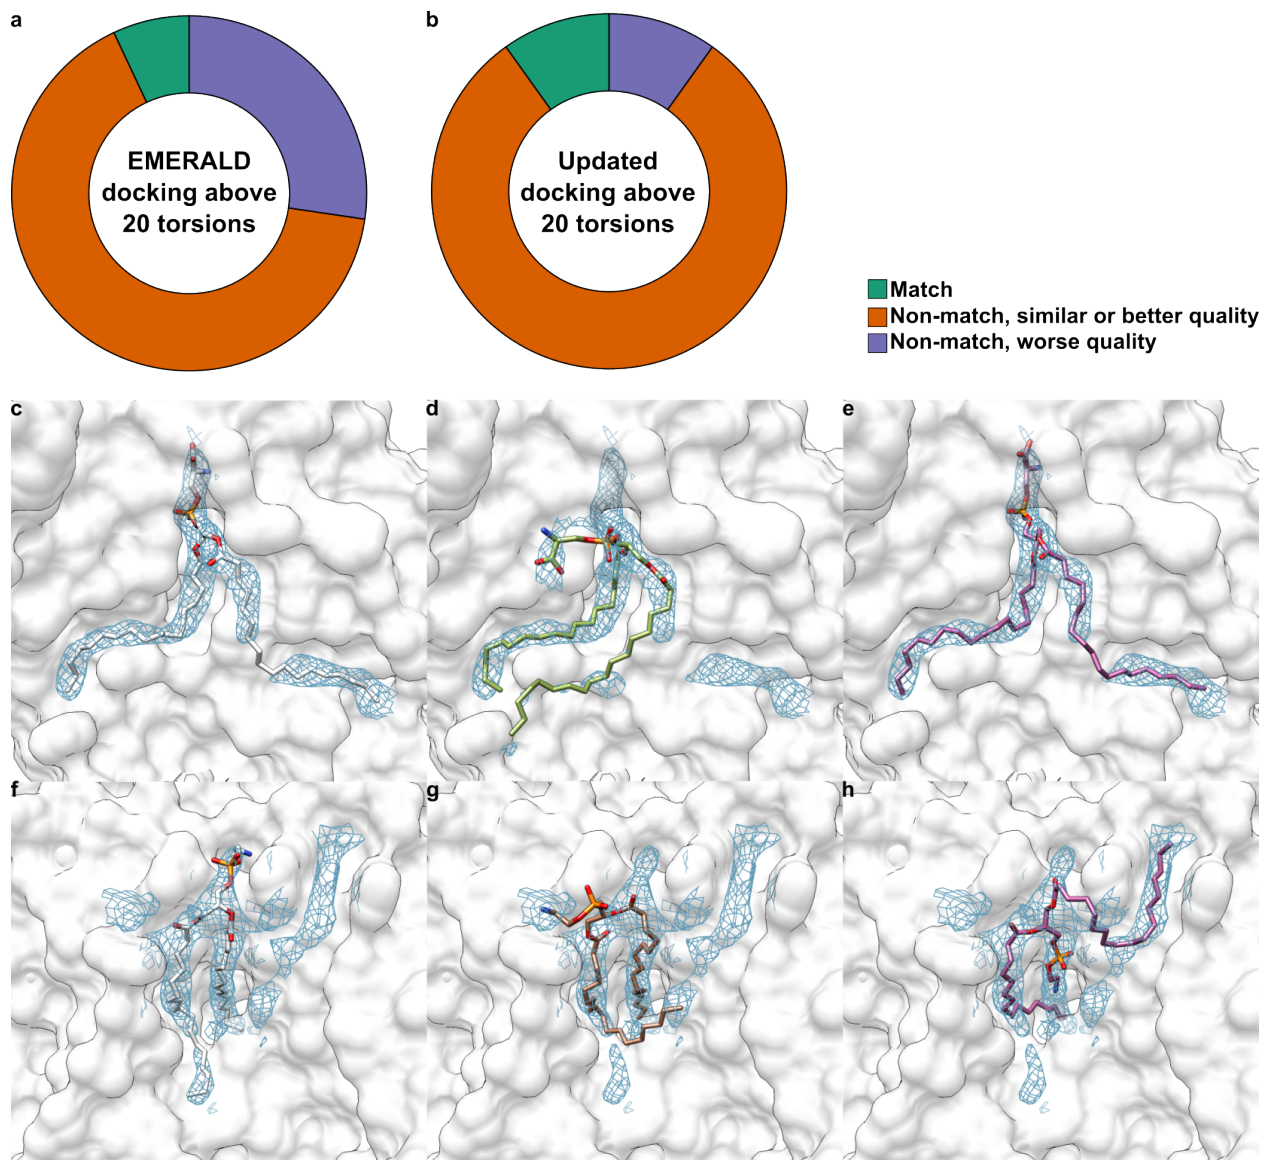 a
b
EMERALD
docking above
20 torsions
Updated
docking above
20 torsions
Match
Non-match, similar or better quality
Non-match, worse quality
c
d
e
f
g
h